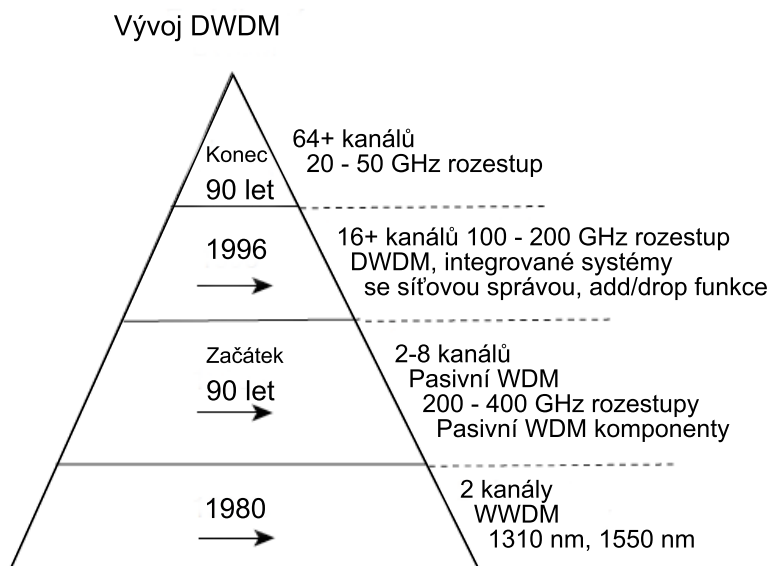 Vývoj DWDM
Konec
90 let
64+ kanálů
20 - 50 GHz rozestup
1996
16+ kanálů 100 - 200 GHz rozestup
DWDM, integrované systémy
se síťovou správou, add/drop funkce
Začátek
90 let
2-8 kanálů
Pasivní WDM
200 - 400 GHz rozestupy
Pasivní WDM komponenty
1980
2 kanály
WWDM
1310 nm, 1550 nm